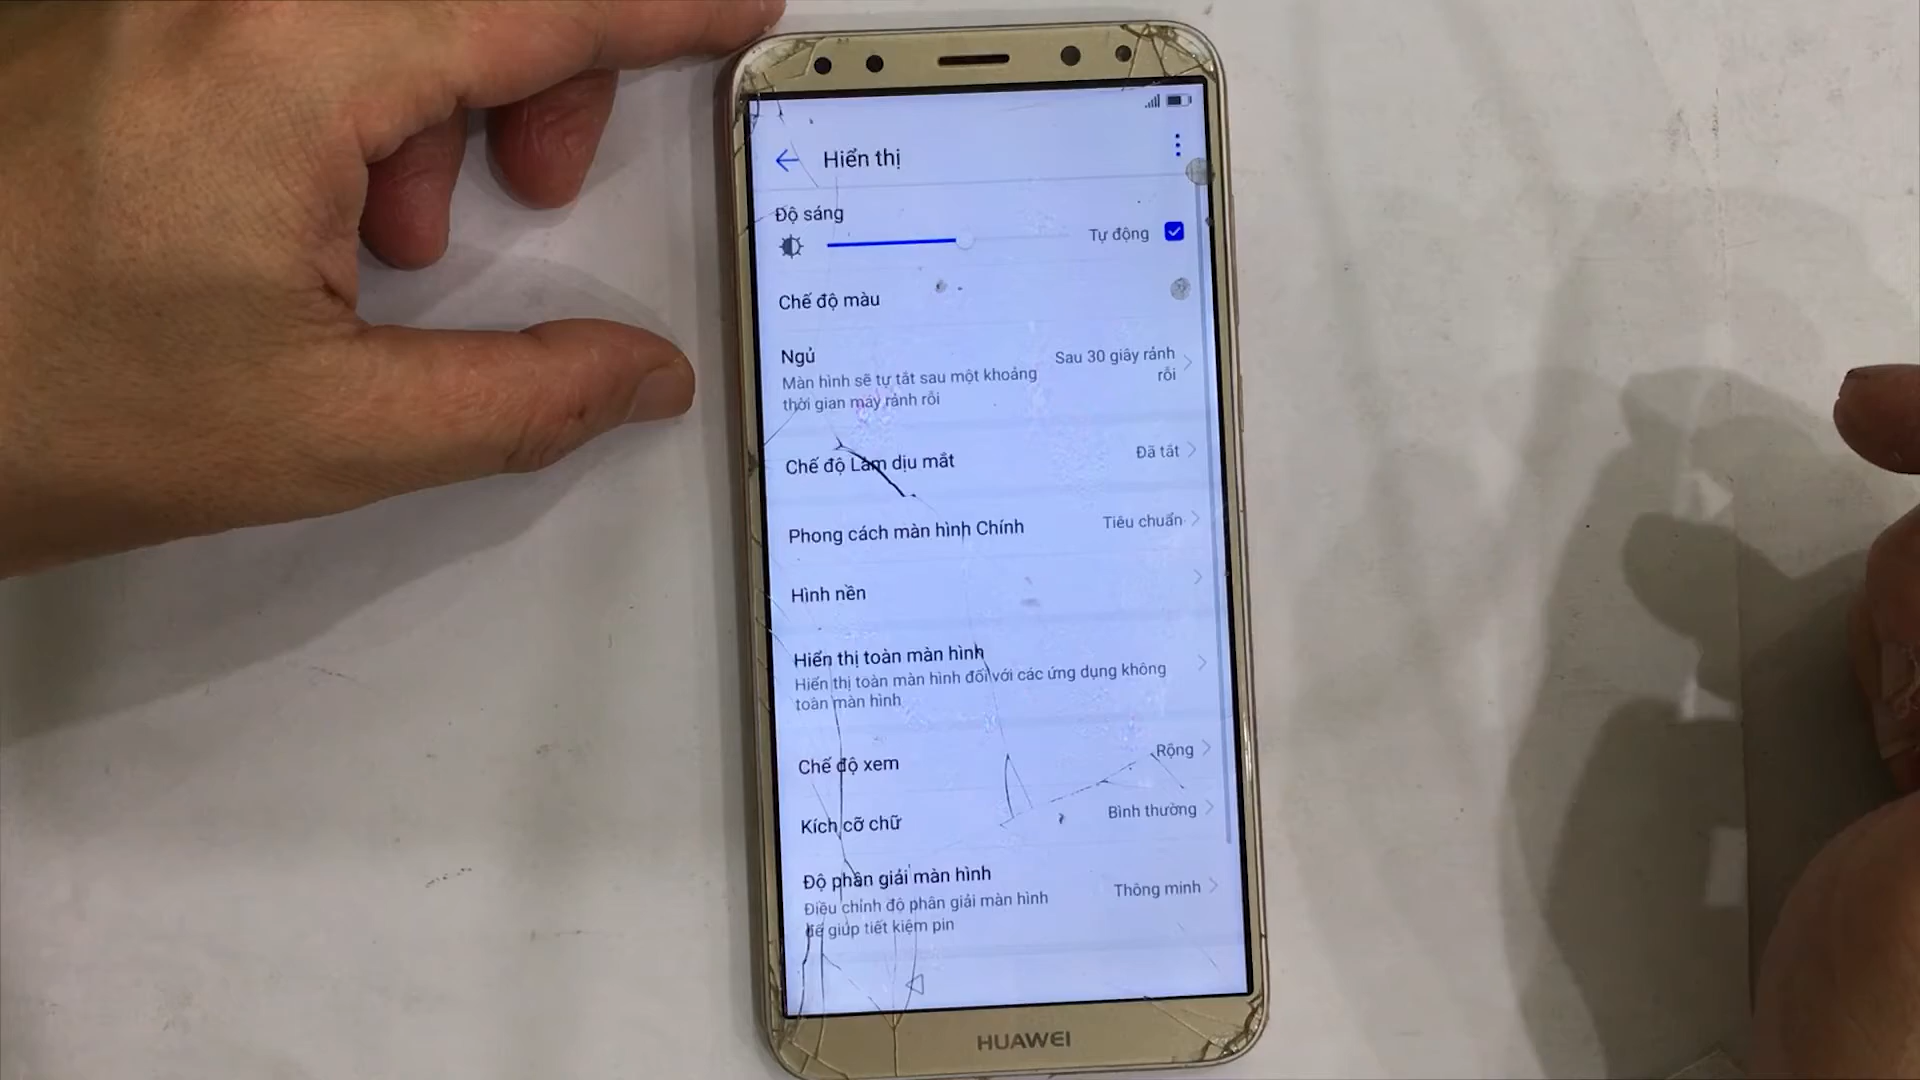 Hiển thị
Độ sáng
Tự động
Chế độ màu
Ngủ
Màn hình sẽ tự tắt sau một khoảng
thời gian máy rảnh rỗi
Sau 30 giây rảnh
rỗi
Chế độ Làm dịu mắt
Đã tắt
Phong cách màn hình Chính
Tiêu chuẩn
Hình nền
Hiển thị toàn màn hình
Hiển thị toàn màn hình đối với các ứng dụng không
toàn màn hình
Chế độ xem
Rộng
Kích cỡ chữ
Bình thường
Độ phân giải màn hình
Điều chỉnh độ phân giải màn hình
để giúp tiết kiệm pin
Thông minh
HUAWEI